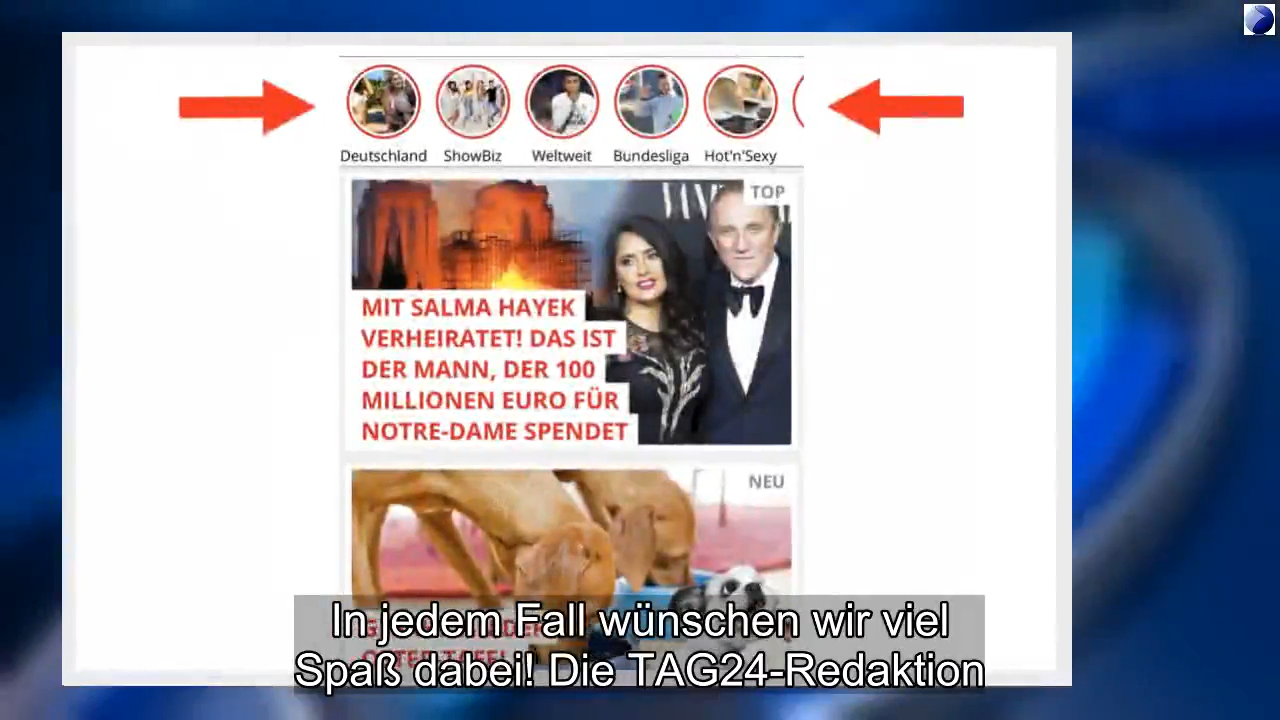 Deutschland ShowBiz Weltweit Bundesliga Hot'n'Sexy
TOP
MIT SALMA HAYEK
VERHEIRATET! DAS IST
DER MANN, DER 100
MILLIONEN EURO FÜR
NOTRE-DAME SPENDET
NEU
In jedem Fall wünschen wir viel
Spaß dabei! Die TAG24-Redaktion